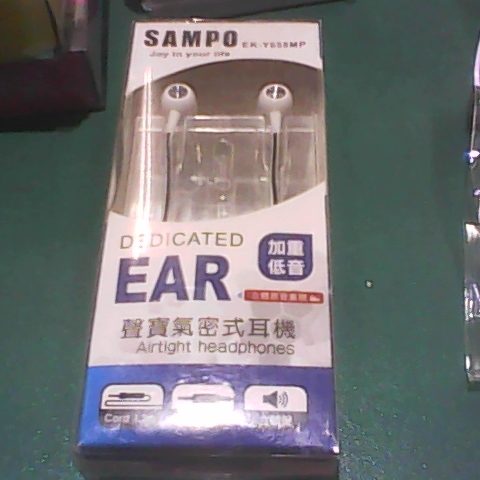 SAMPO EK-Y658MP
Joy in your life
DEDICATED
EAR
加重
低音
聲寶氣密式耳機
Airtight headphones
Cord